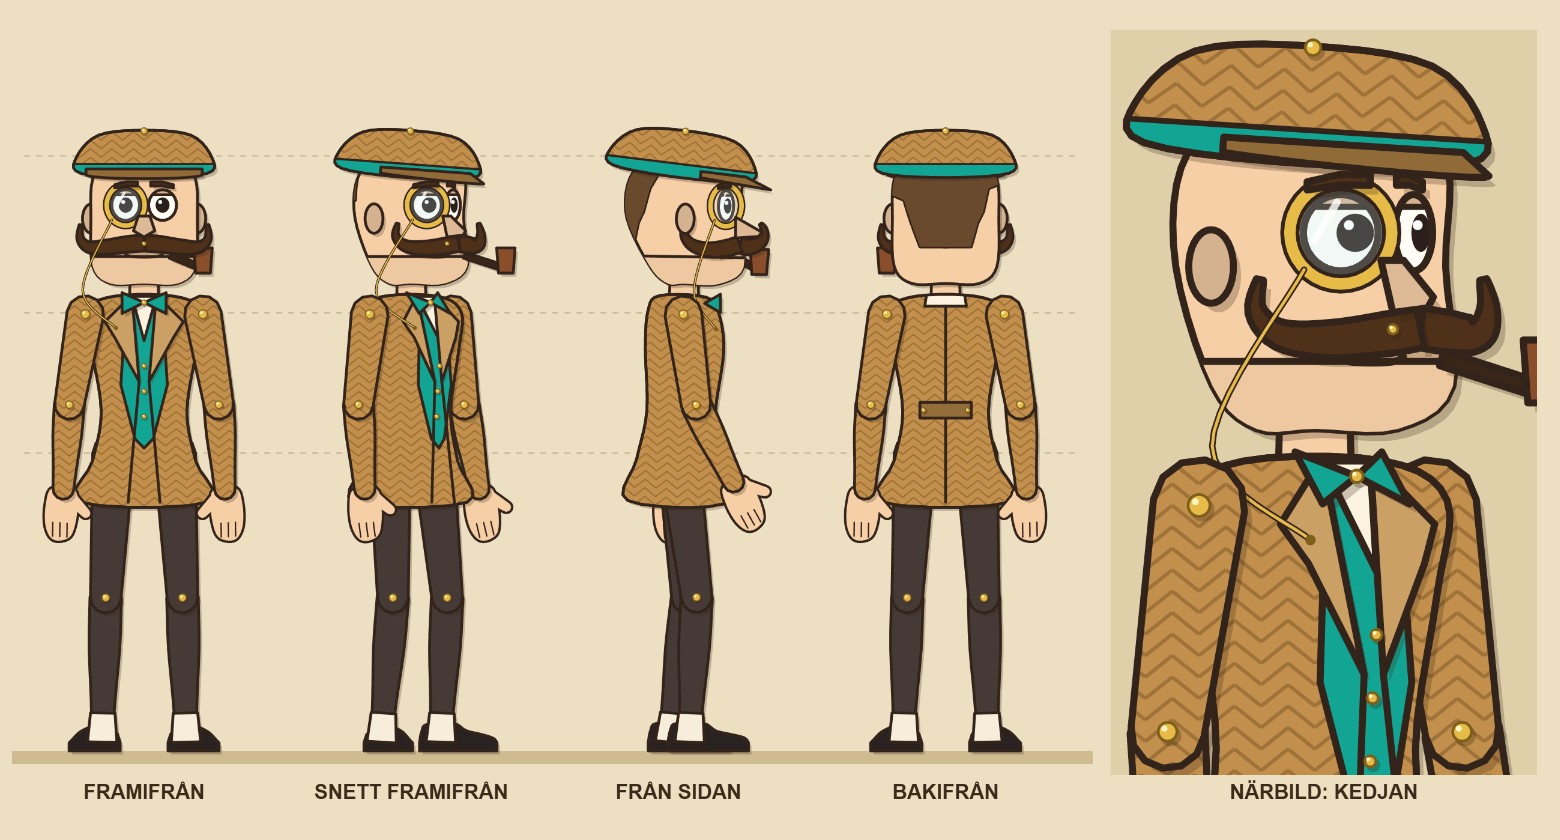 FRAMIFRÅN
SNETT FRAMIFRÅN
FRÅN SIDAN
BAKIFRÅN
NÄRBILD: KEDJAN